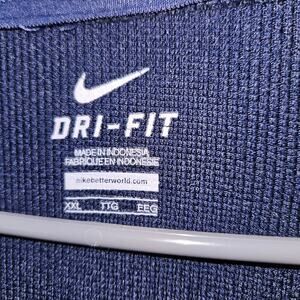 DRI-FIT
MADE IN INDONESIA
FABRIQUE EN INDONESIE
nikebetterworld.com
XXL TTG EEG